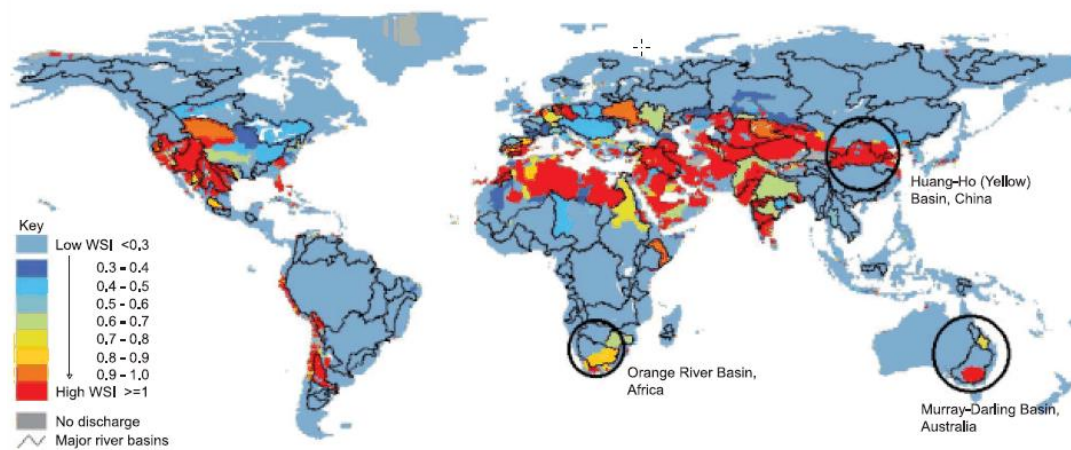 Huang-Ho (Yellow)
Basin, China
Key
Low WSI <0.3
0.3 – 0.4
0.4 – 0.5
0.5 – 0.6
0.6 – 0.7
0.7 – 0.8
0.8 – 0.9
0.9 – 1.0
High WSI >=1
No discharge
Major river basins
Orange River Basin,
Africa
Murray-Darling Basin,
Australia